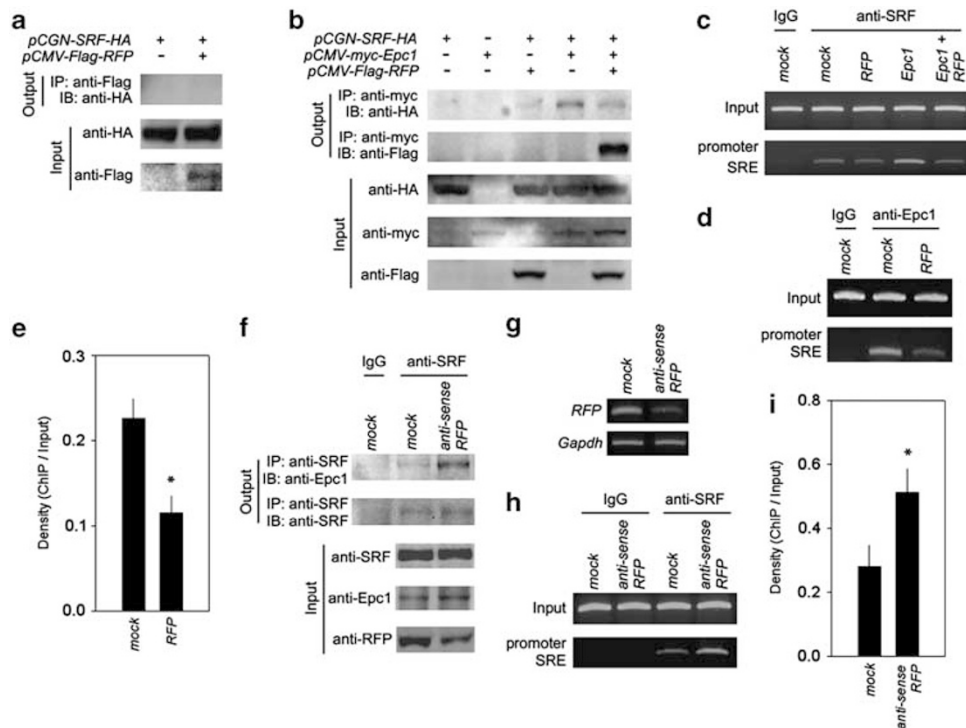 a
pCGN-SRF-HA + +
pCMV-Flag-RFP - +
Output
IP: anti-Flag
IB: anti-HA
Input
anti-HA
anti-Flag
b
pCGN-SRF-HA + - + + +
pCMV-myc-Epc1 - + - + +
pCMV-Flag-RFP - - + - +
Output
IP: anti-myc
IB: anti-HA
IP: anti-myc
IB: anti-Flag
Input
anti-HA
anti-myc
anti-Flag
c
IgG anti-SRF
mock mock RFP Epc1 Epc1 + RFP
Input
promoter
SRE
d
IgG anti-Epc1
mock mock RFP
Input
promoter
SRE
e
Density (ChIP / Input)
0.3
0.2
0.1
0.0
*
mock RFP
f
IgG anti-SRF
mock mock anti-sense RFP
Output
IP: anti-SRF
IB: anti-Epc1
IP: anti-SRF
IB: anti-SRF
Input
anti-SRF
anti-Epc1
anti-RFP
g
mock anti-sense RFP
RFP
Gapdh
h
IgG anti-SRF
mock anti-sense RFP mock anti-sense RFP
Input
promoter
SRE
i
Density (ChIP / Input)
0.8
0.6
0.4
0.2
0.0
*
mock anti-sense RFP